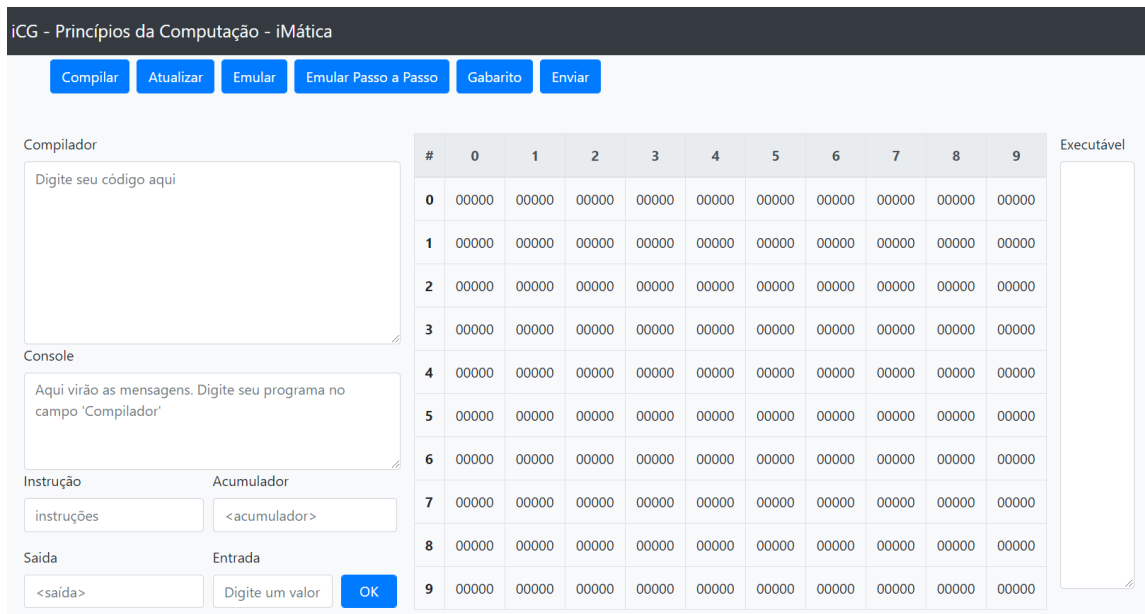 iCG - Princípios da Computação - iMática
Compilar Atualizar Emular Emular Passo a Passo Gabarito Enviar
Compilador
Digite seu código aqui
Console
Aqui virão as mensagens. Digite seu programa no
campo 'Compilador'
Instrução Acumulador
instruções <acumulador>
Saida Entrada
<saída> Digite um valor OK
# 0 1 2 3 4 5 6 7 8 9
0 00000 00000 00000 00000 00000 00000 00000 00000 00000 00000
1 00000 00000 00000 00000 00000 00000 00000 00000 00000 00000
2 00000 00000 00000 00000 00000 00000 00000 00000 00000 00000
3 00000 00000 00000 00000 00000 00000 00000 00000 00000 00000
4 00000 00000 00000 00000 00000 00000 00000 00000 00000 00000
5 00000 00000 00000 00000 00000 00000 00000 00000 00000 00000
6 00000 00000 00000 00000 00000 00000 00000 00000 00000 00000
7 00000 00000 00000 00000 00000 00000 00000 00000 00000 00000
8 00000 00000 00000 00000 00000 00000 00000 00000 00000 00000
9 00000 00000 00000 00000 00000 00000 00000 00000 00000 00000
Executável